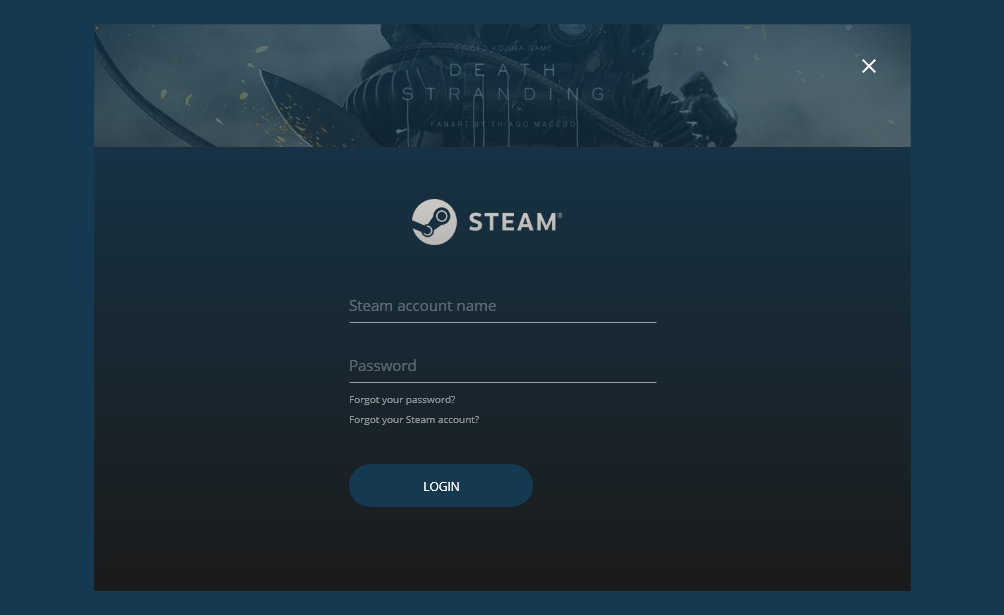 A HIDEO KOJIMA GAME
DEATH
STRANDING
FANART BY THIAGO MACEDO
STEAM®
Steam account name
Password
Forgot your password?
Forgot your Steam account?
LOGIN